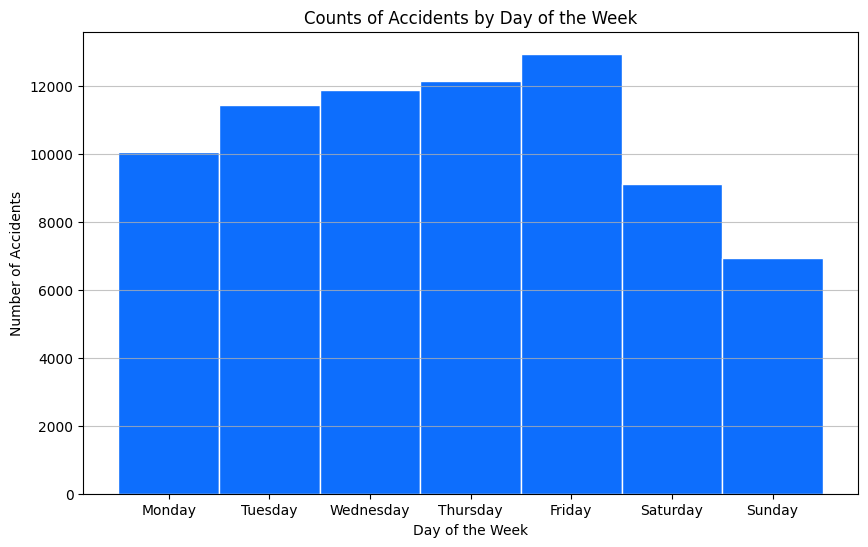 Counts of Accidents by Day of the Week
Number of Accidents
12000
10000
8000
6000
4000
2000
0
Monday Tuesday Wednesday Thursday Friday Saturday Sunday
Day of the Week